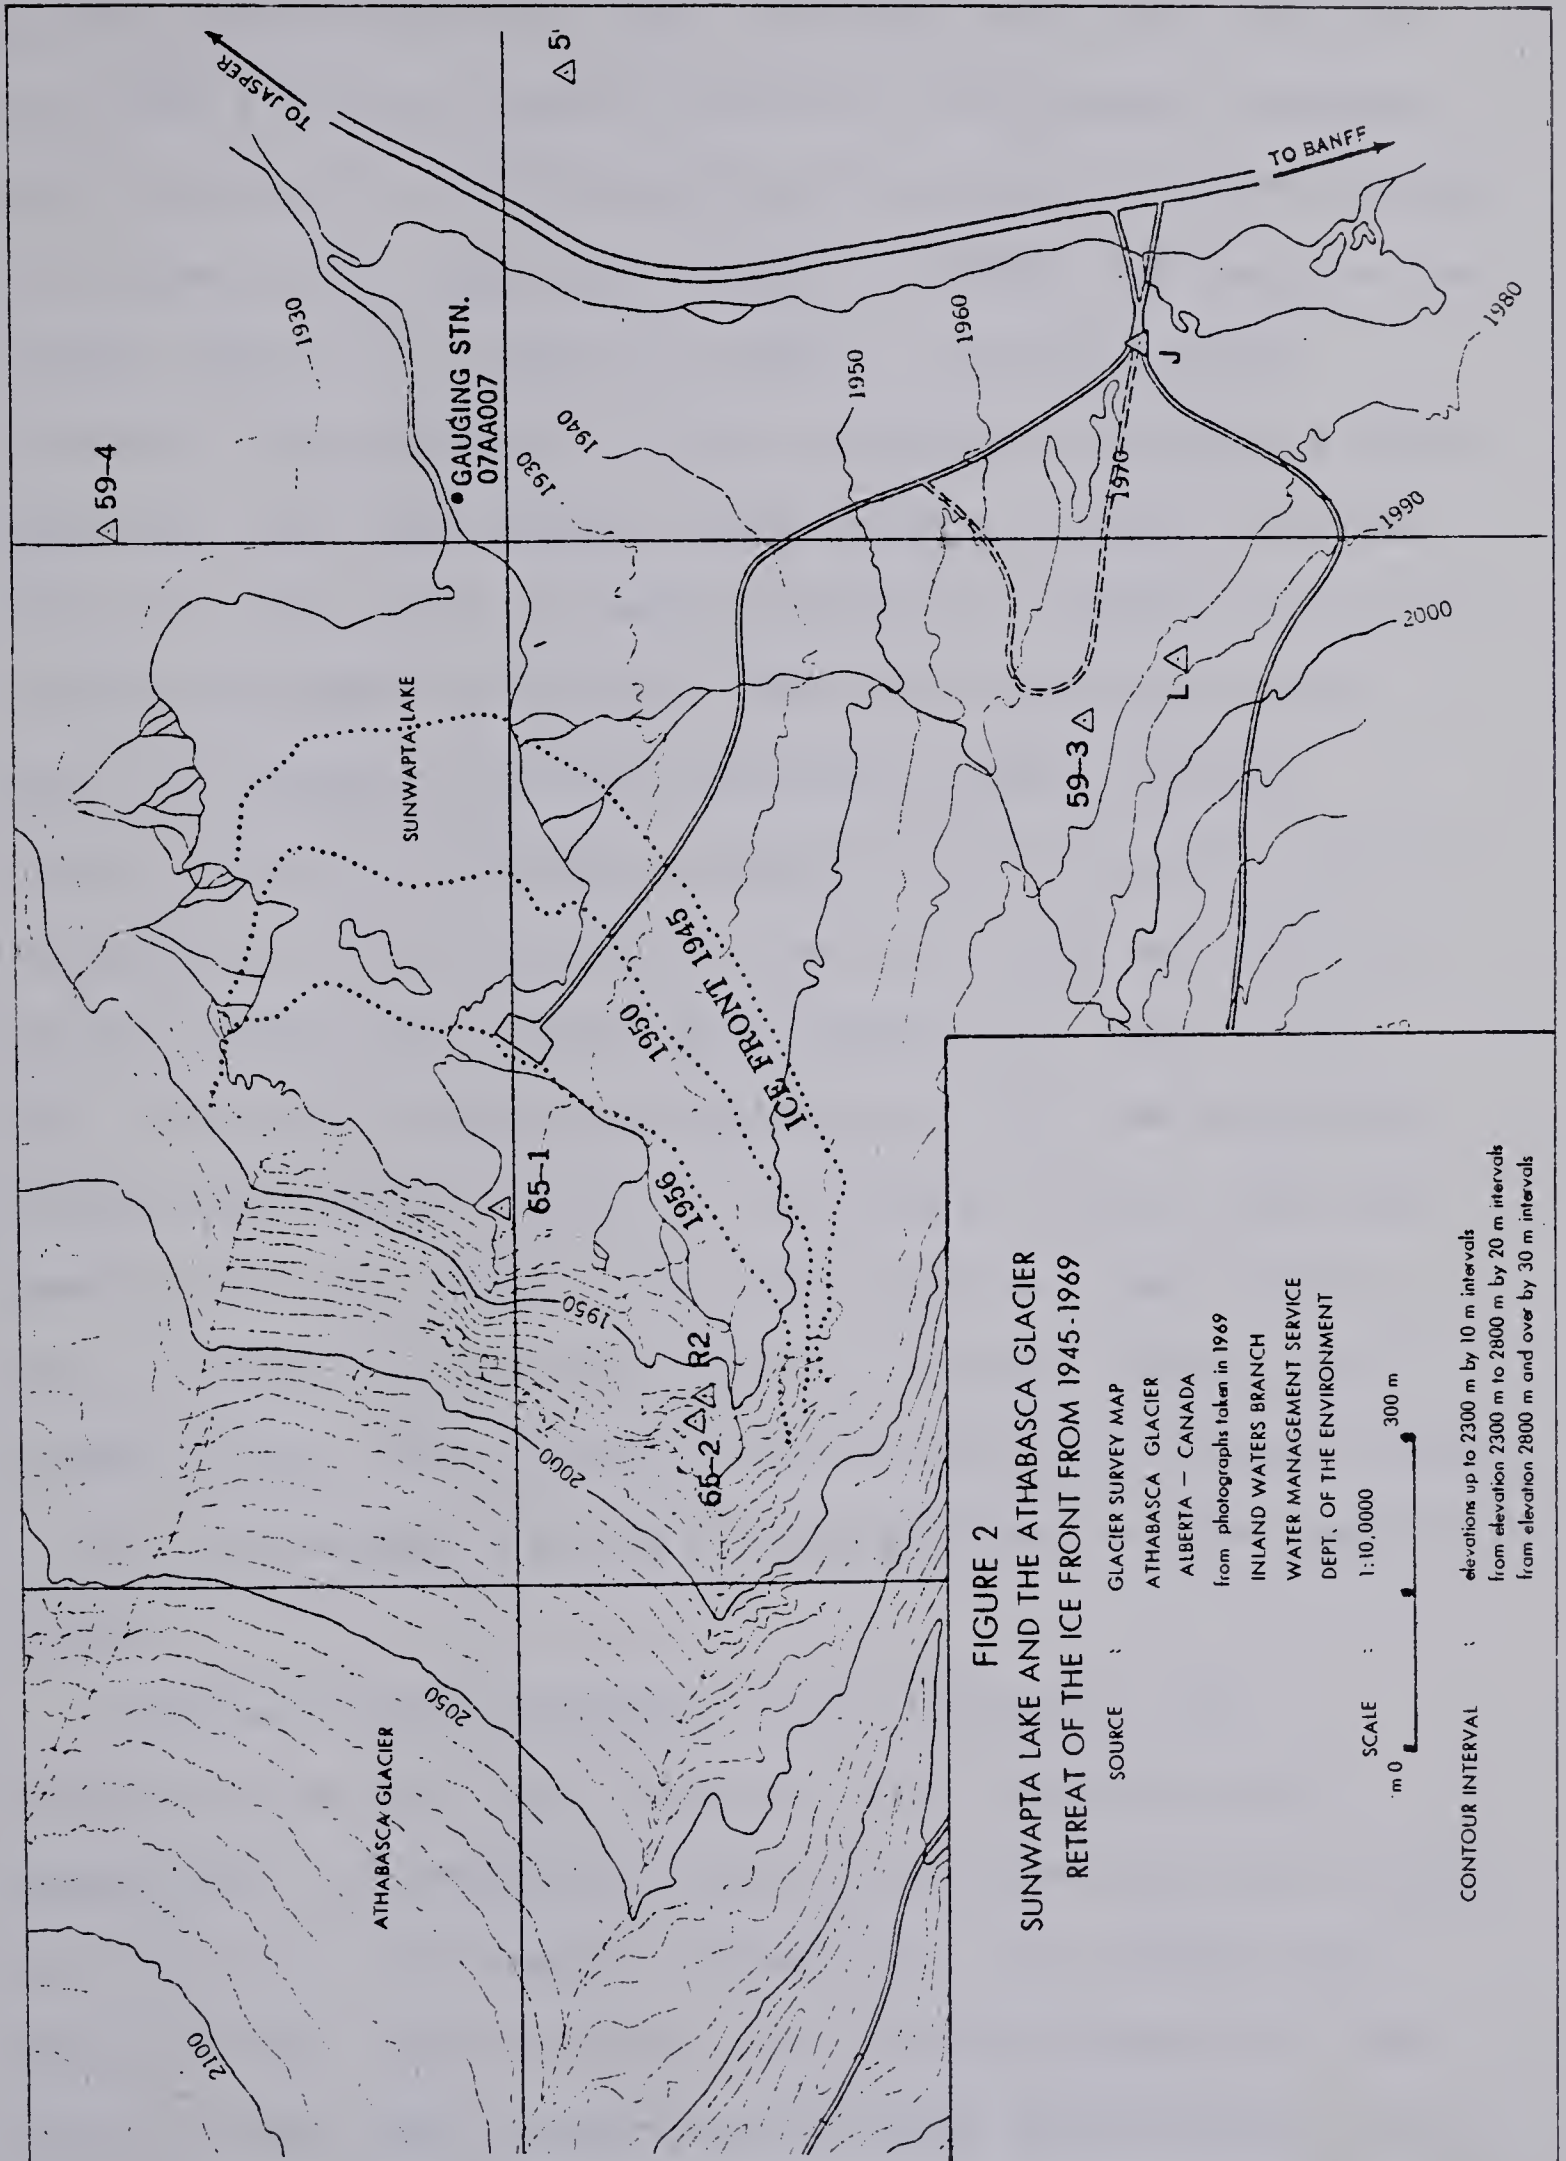 TO JASPER
5
59-4
1930
GAUGING STN.
07AA007
TO BANFF
1930
1940
1950
1960
1980
J
1970
1990
2000
L
59-3
SUNWAPTA LAKE
ICE FRONT 1945
1950
1956
65-1
1950
R2
65-2
2000
2050
ATHABASCA GLACIER
2100
FIGURE 2
SUNWAPTA LAKE AND THE ATHABASCA GLACIER
RETREAT OF THE ICE FRONT FROM 1945-1969
SOURCE : GLACIER SURVEY MAP
ATHABASCA GLACIER
ALBERTA — CANADA
from photographs taken in 1969
INLAND WATERS BRANCH
WATER MANAGEMENT SERVICE
DEPT. OF THE ENVIRONMENT
SCALE : 1:10,0000
m 0 300 m
CONTOUR INTERVAL : elevations up to 2300 m by 10 m intervals
from elevation 2300 m to 2800 m by 20 m intervals
fram elevation 2800 m and over by 30 m intervals